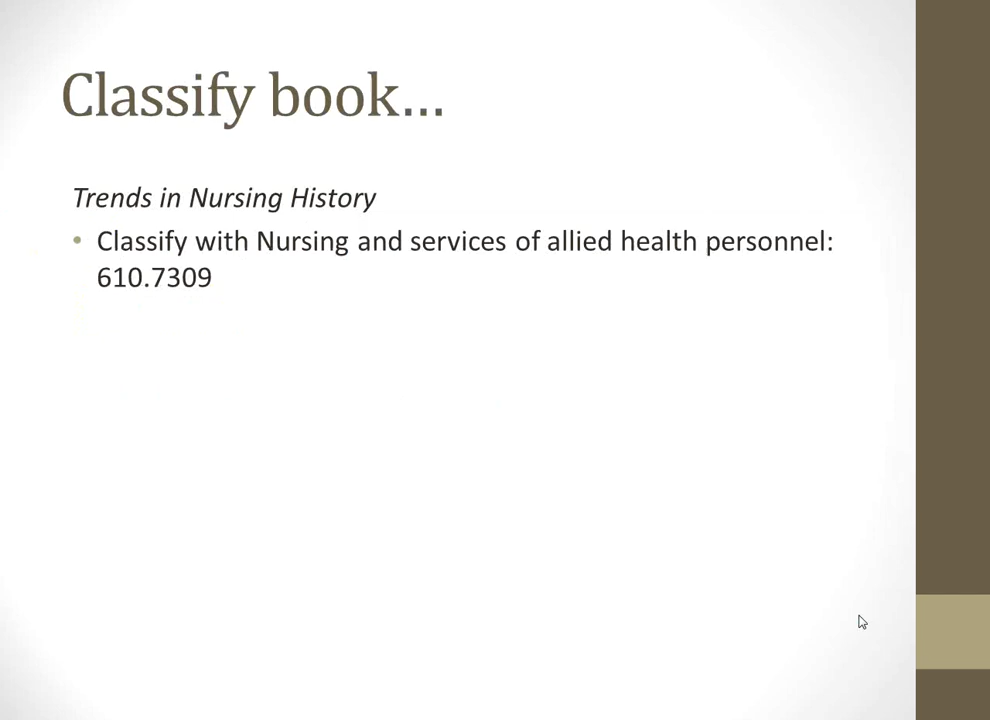 Classify book...
Trends in Nursing History
• Classify with Nursing and services of allied health personnel:
610.7309